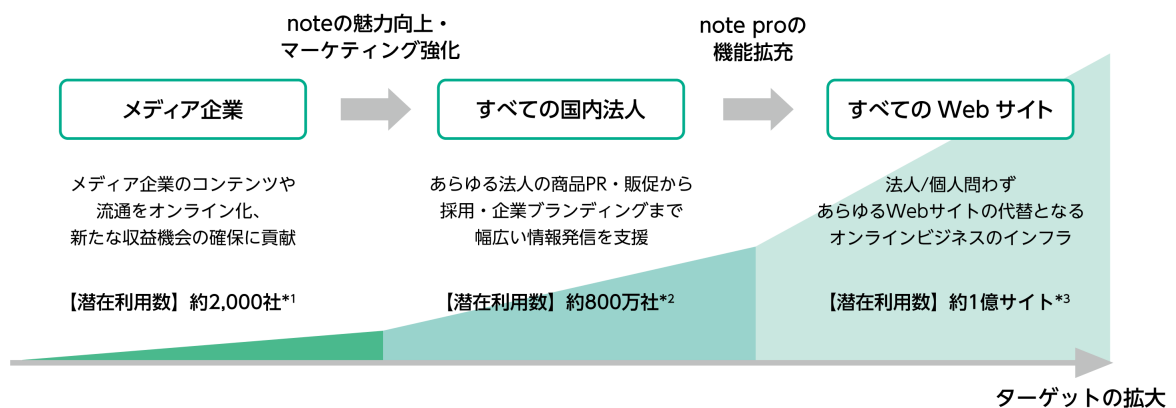 noteの魅力向上・
マーケティング強化
note proの
機能拡充
メディア企業
すべての国内法人
すべての Web サイト
メディア企業のコンテンツや
流通をオンライン化、
新たな収益機会の確保に貢献
あらゆる法人の商品PR・販促から
採用・企業ブランディングまで
幅広い情報発信を支援
法人/個人問わず
あらゆるWebサイトの代替となる
オンラインビジネスのインフラ
【潜在利用数】約2,000社*1
【潜在利用数】約800万社*2
【潜在利用数】約1億サイト*3
ターゲットの拡大